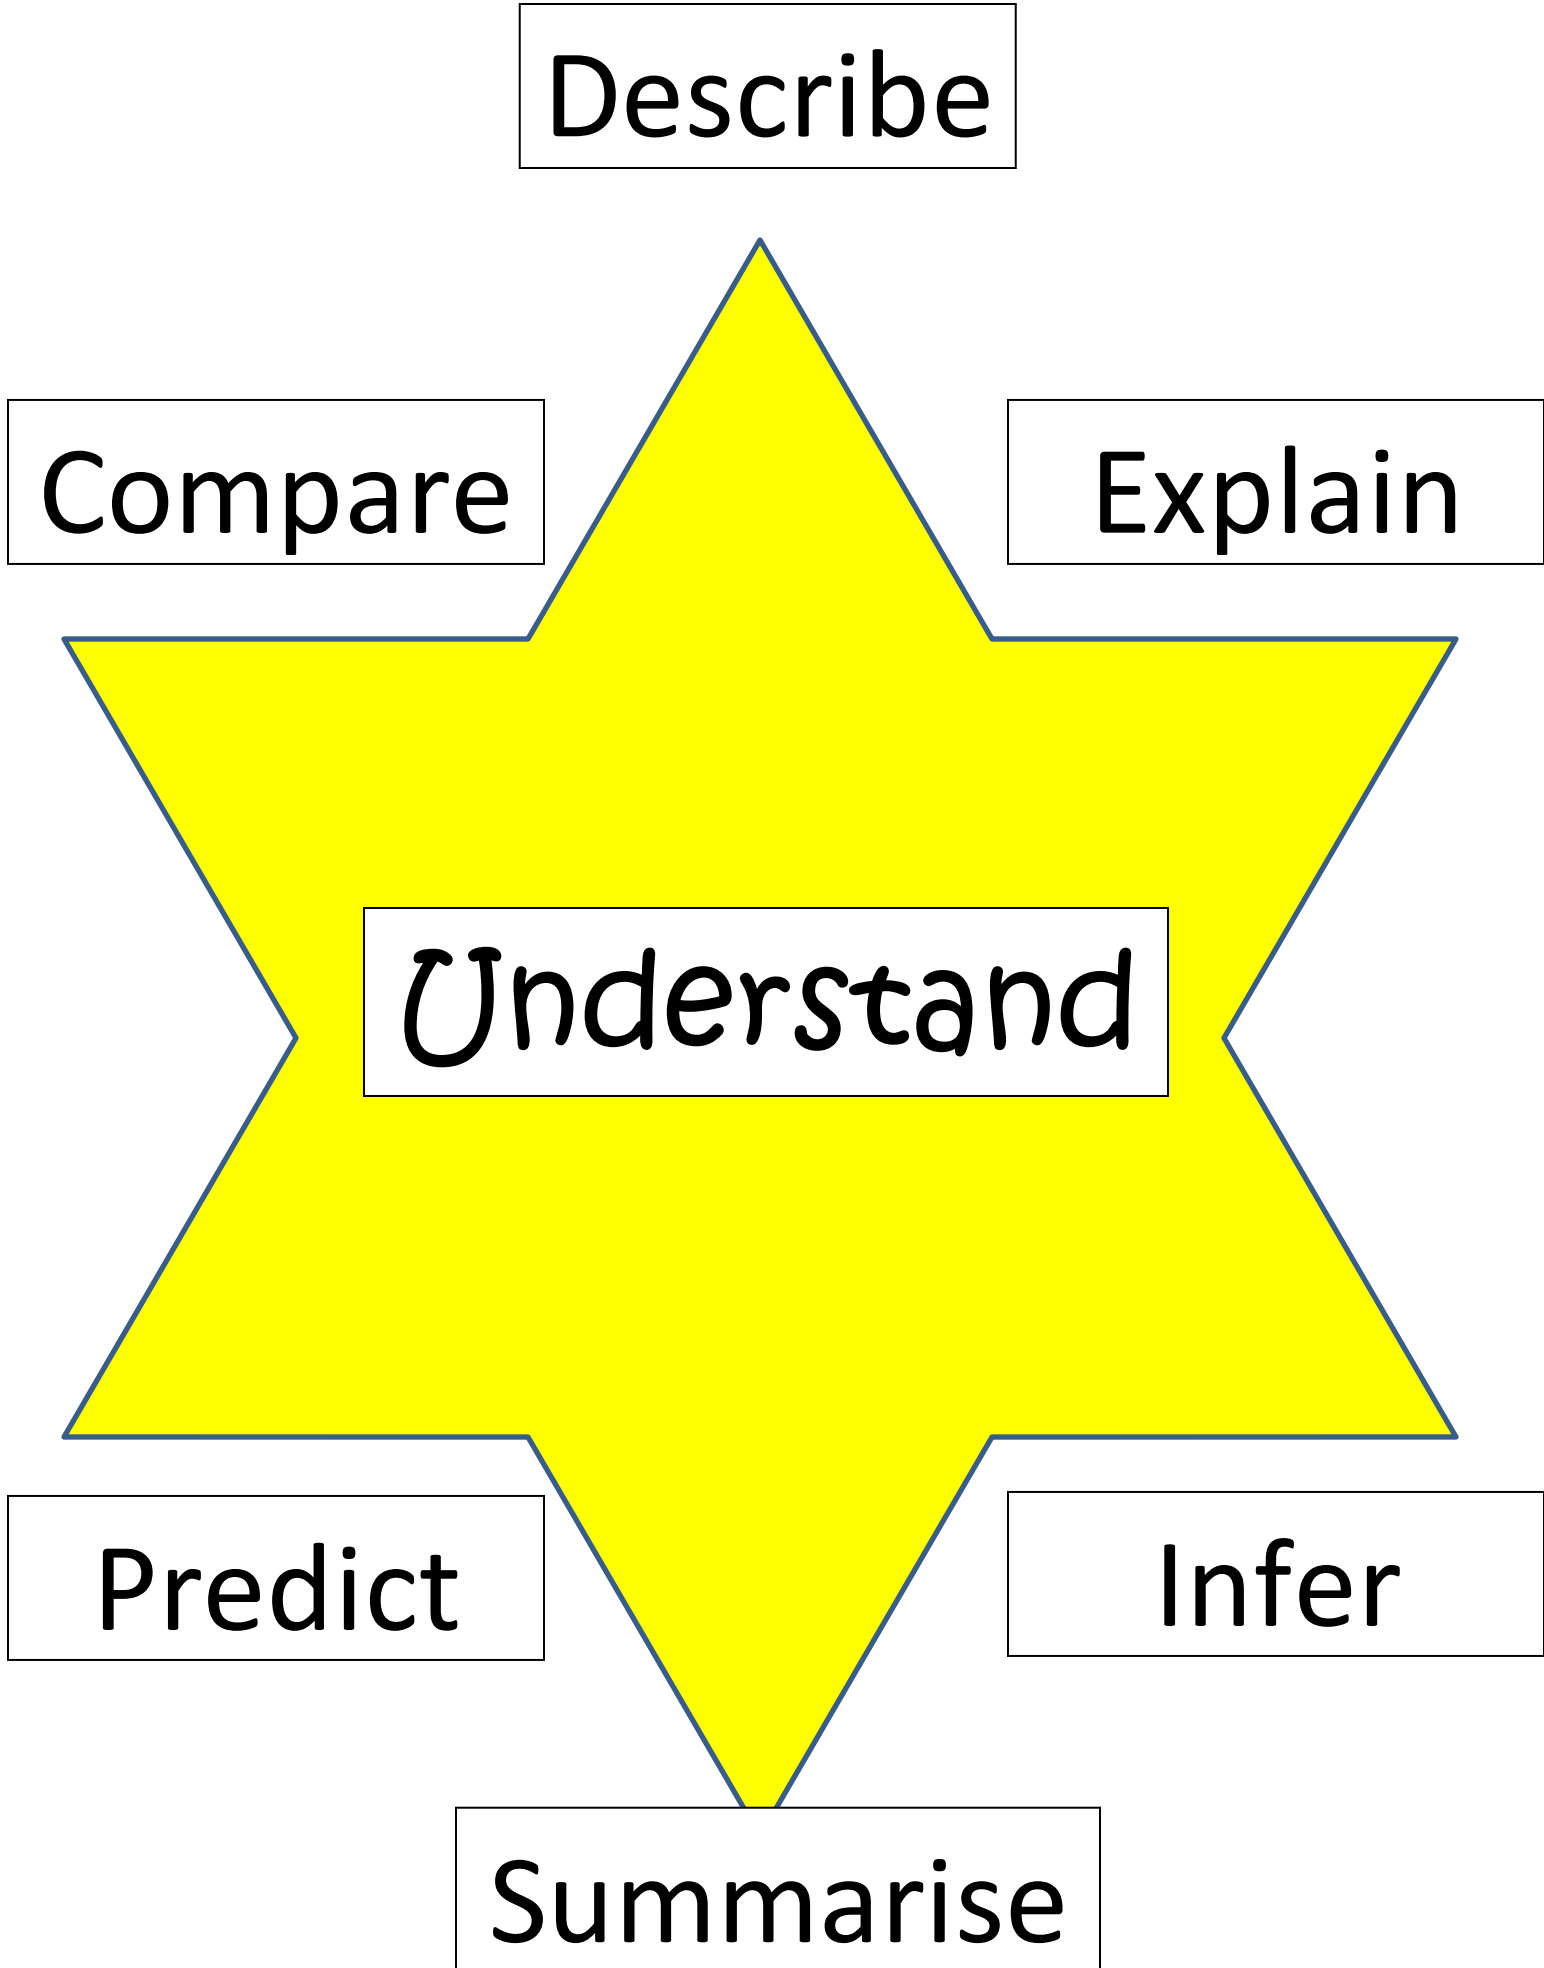 Describe
Compare
Explain
Understand
Predict
Infer
Summarise